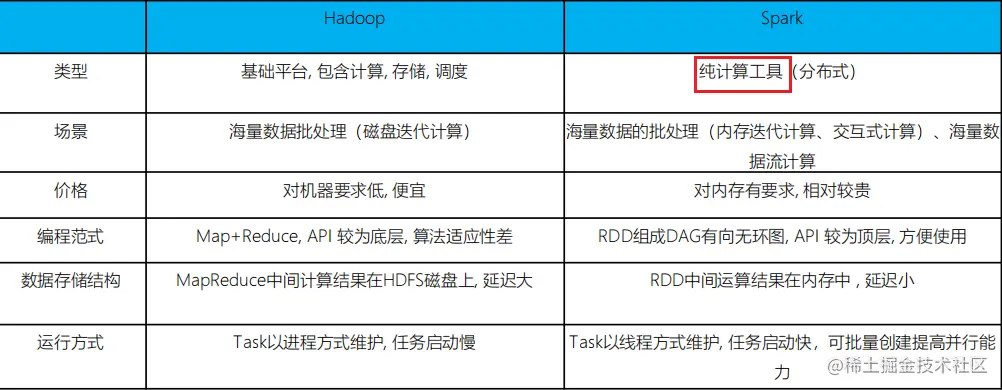 Hadoop
Spark
类型
基础平台, 包含计算, 存储, 调度
纯计算工具（分布式）
场景
海量数据批处理（磁盘迭代计算）
海量数据的批处理（内存迭代计算、交互式计算）、海量数
据流计算
价格
对机器要求低, 便宜
对内存有要求, 相对较贵
编程范式
Map+Reduce, API 较为底层, 算法适应性差
RDD组成DAG有向无环图, API 较为顶层, 方便使用
数据存储结构
MapReduce中间计算结果在HDFS磁盘上, 延迟大
RDD中间运算结果在内存中 , 延迟小
运行方式
Task以进程方式维护, 任务启动慢
Task以线程方式维护, 任务启动快，可批量创建提高并行能
力
@稀土掘金技术社区